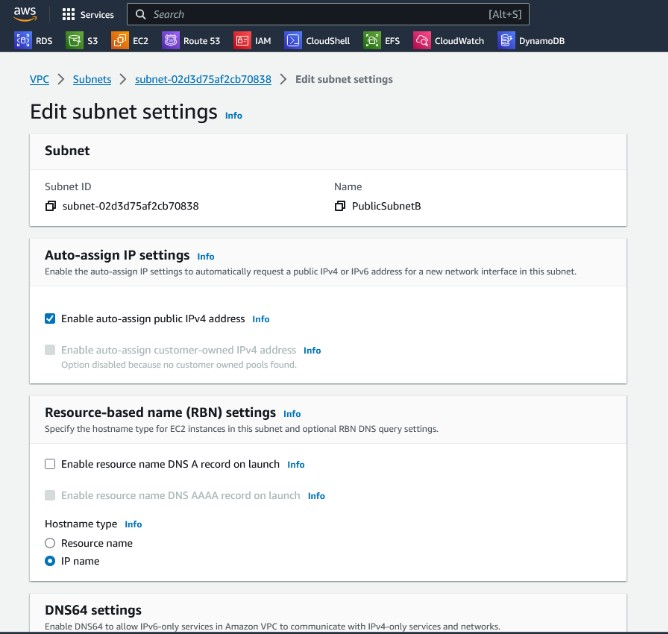 aws Services Search [Alt+S]
RDS S3 EC2 Route 53 IAM CloudShell EFS CloudWatch DynamoDB
VPC > Subnets > subnet-02d3d75af2cb70838 > Edit subnet settings
Edit subnet settings Info
Subnet
Subnet ID Name
subnet-02d3d75af2cb70838 PublicSubnetB
Auto-assign IP settings Info
Enable the auto-assign IP settings to automatically request a public IPv4 or IPv6 address for a new network interface in this subnet.
Enable auto-assign public IPv4 address Info
Enable auto-assign customer-owned IPv4 address Info
Option disabled because no customer owned pools found.
Resource-based name (RBN) settings Info
Specify the hostname type for EC2 instances in this subnet and optional RBN DNS query settings.
Enable resource name DNS A record on launch Info
Enable resource name DNS AAAA record on launch Info
Hostname type Info
Resource name
IP name
DNS64 settings
Enable DNS64 to allow IPv6-only services in Amazon VPC to communicate with IPv4-only services and networks.